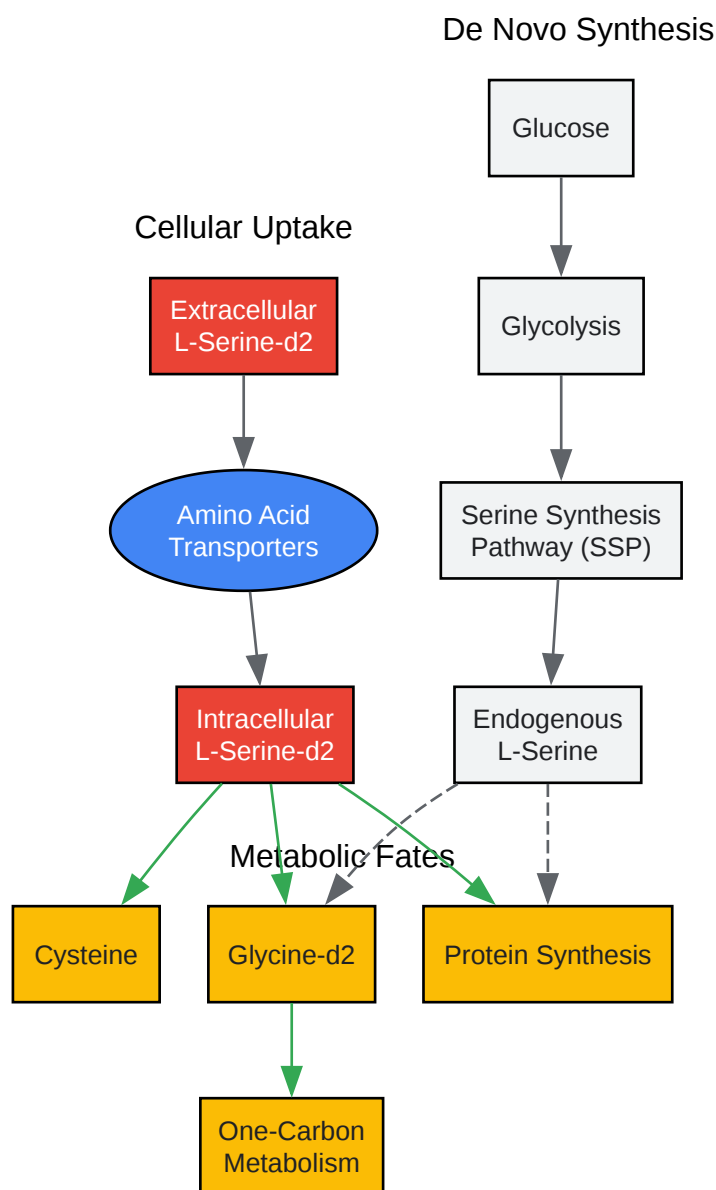 De Novo Synthesis
Glucose
Cellular Uptake
Extracellular
L-Serine-d2
Glycolysis
Amino Acid
Transporters
Serine Synthesis
Pathway (SSP)
Intracellular
L-Serine-d2
Endogenous
L-Serine
Metabolic Fates
Cysteine
Glycine-d2
Protein Synthesis
One-Carbon
Metabolism